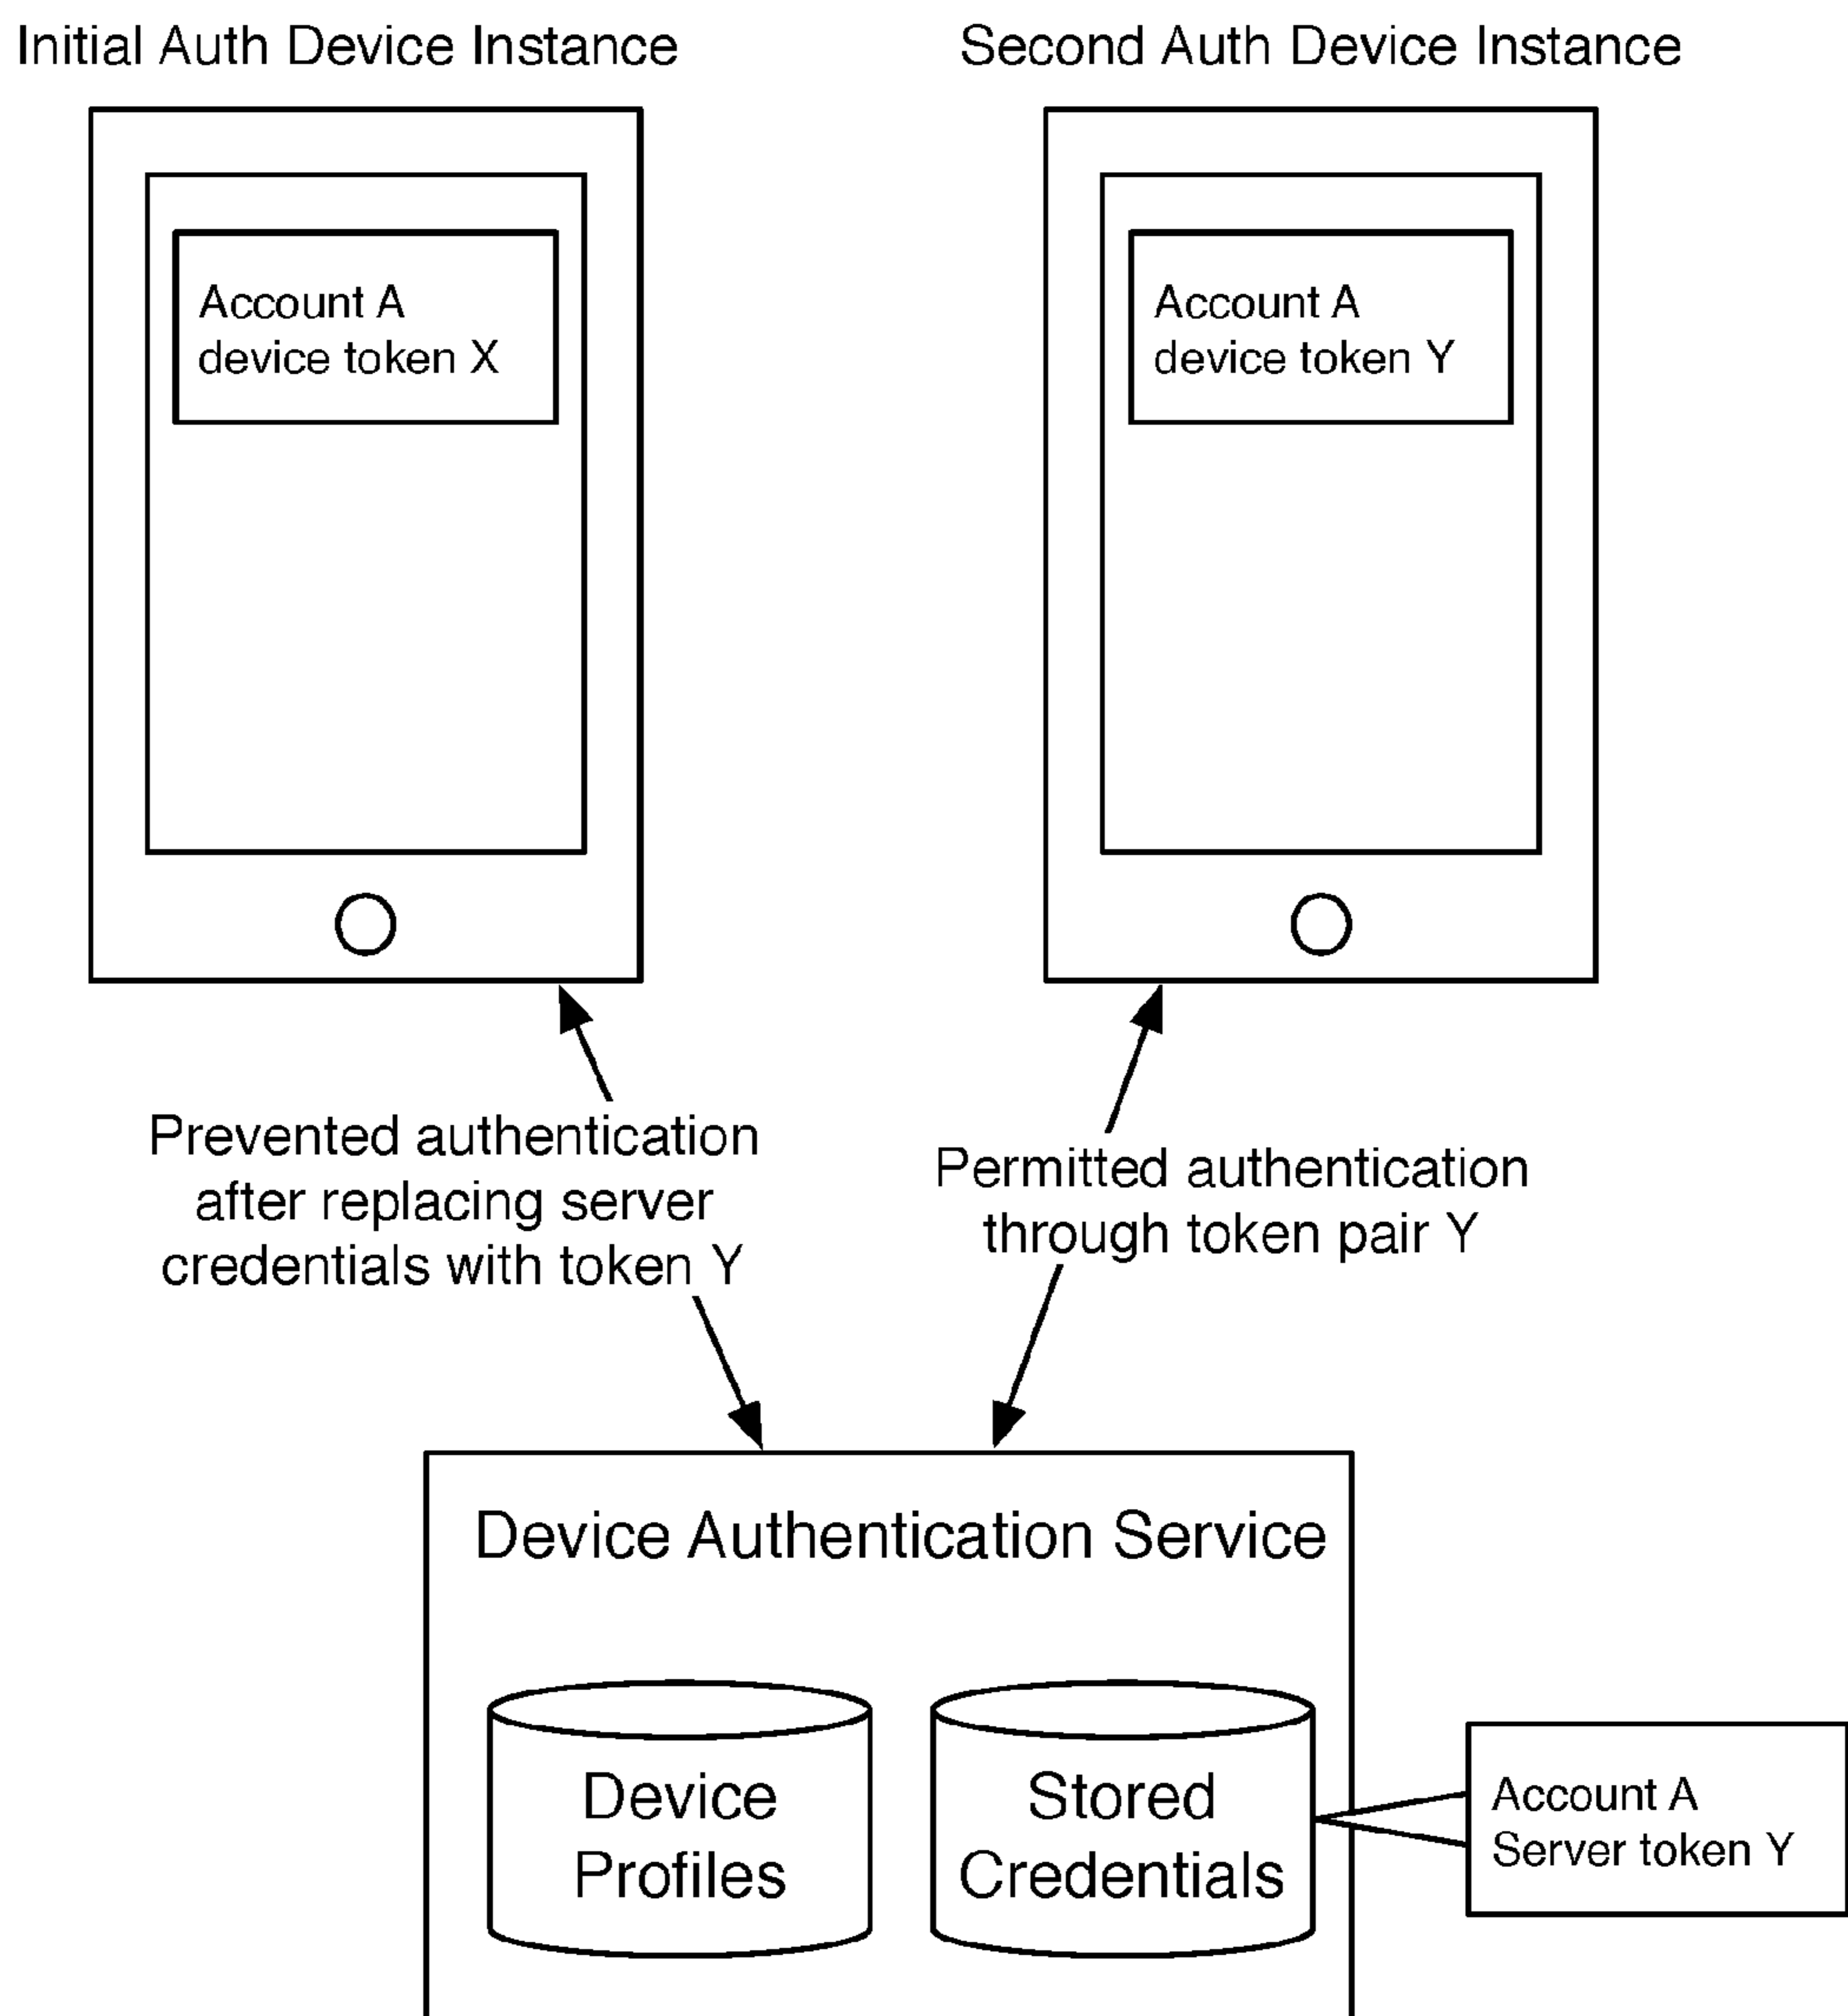 Initial Auth Device Instance
Second Auth Device Instance
Account A
device token X
Account A
device token Y
Prevented authentication
after replacing server
credentials with token Y
Permitted authentication
through token pair Y
Device Authentication Service
Device
Profiles
Stored
Credentials
Account A
Server token Y